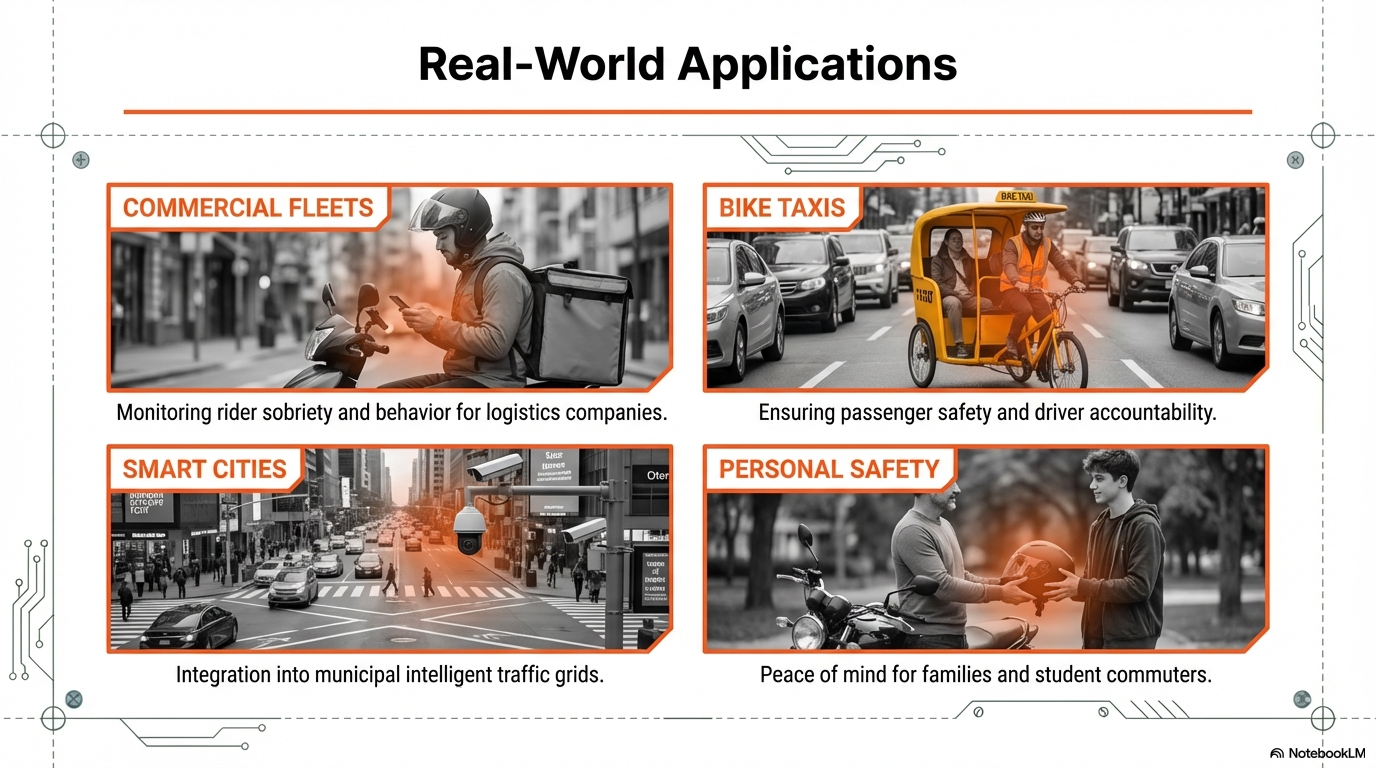 Real-World Applications
COMMERCIAL FLEETS
BIKE TAXIS
Monitoring rider sobriety and behavior for logistics companies.
Ensuring passenger safety and driver accountability.
SMART CITIES
PERSONAL SAFETY
Oter
Integration into municipal intelligent traffic grids.
Peace of mind for families and student commuters.
NotebookLM